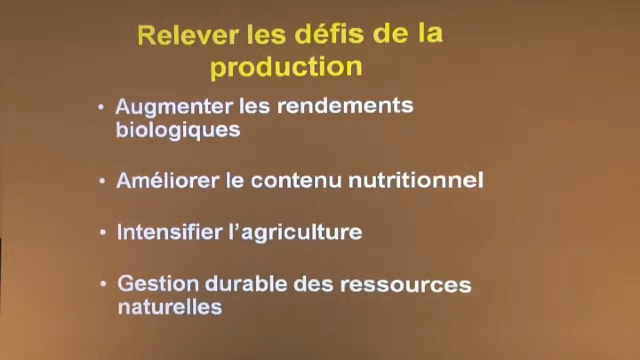 Relever les défis de la
production
• Augmenter les rendements
biologiques
• Améliorer le contenu nutritionnel
• Intensifier l'agriculture
• Gestion durable des ressources
naturelles